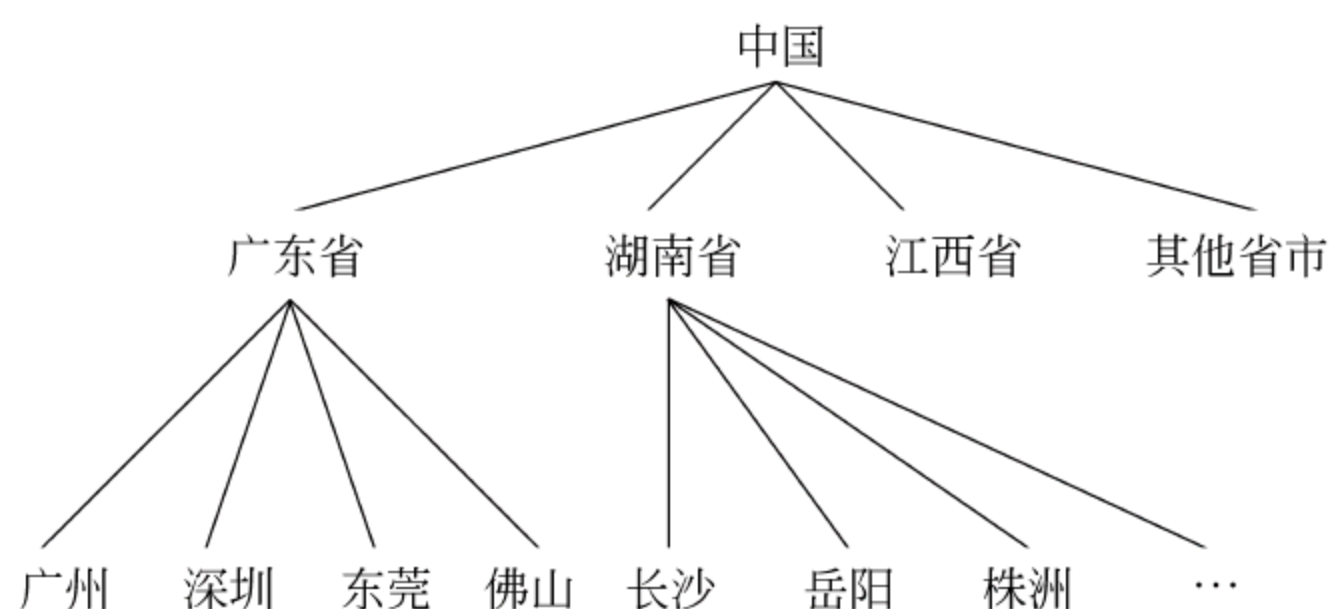 中国
广东省 湖南省 江西省 其他省市
广州 深圳 东莞 佛山 长沙 岳阳 株洲 …